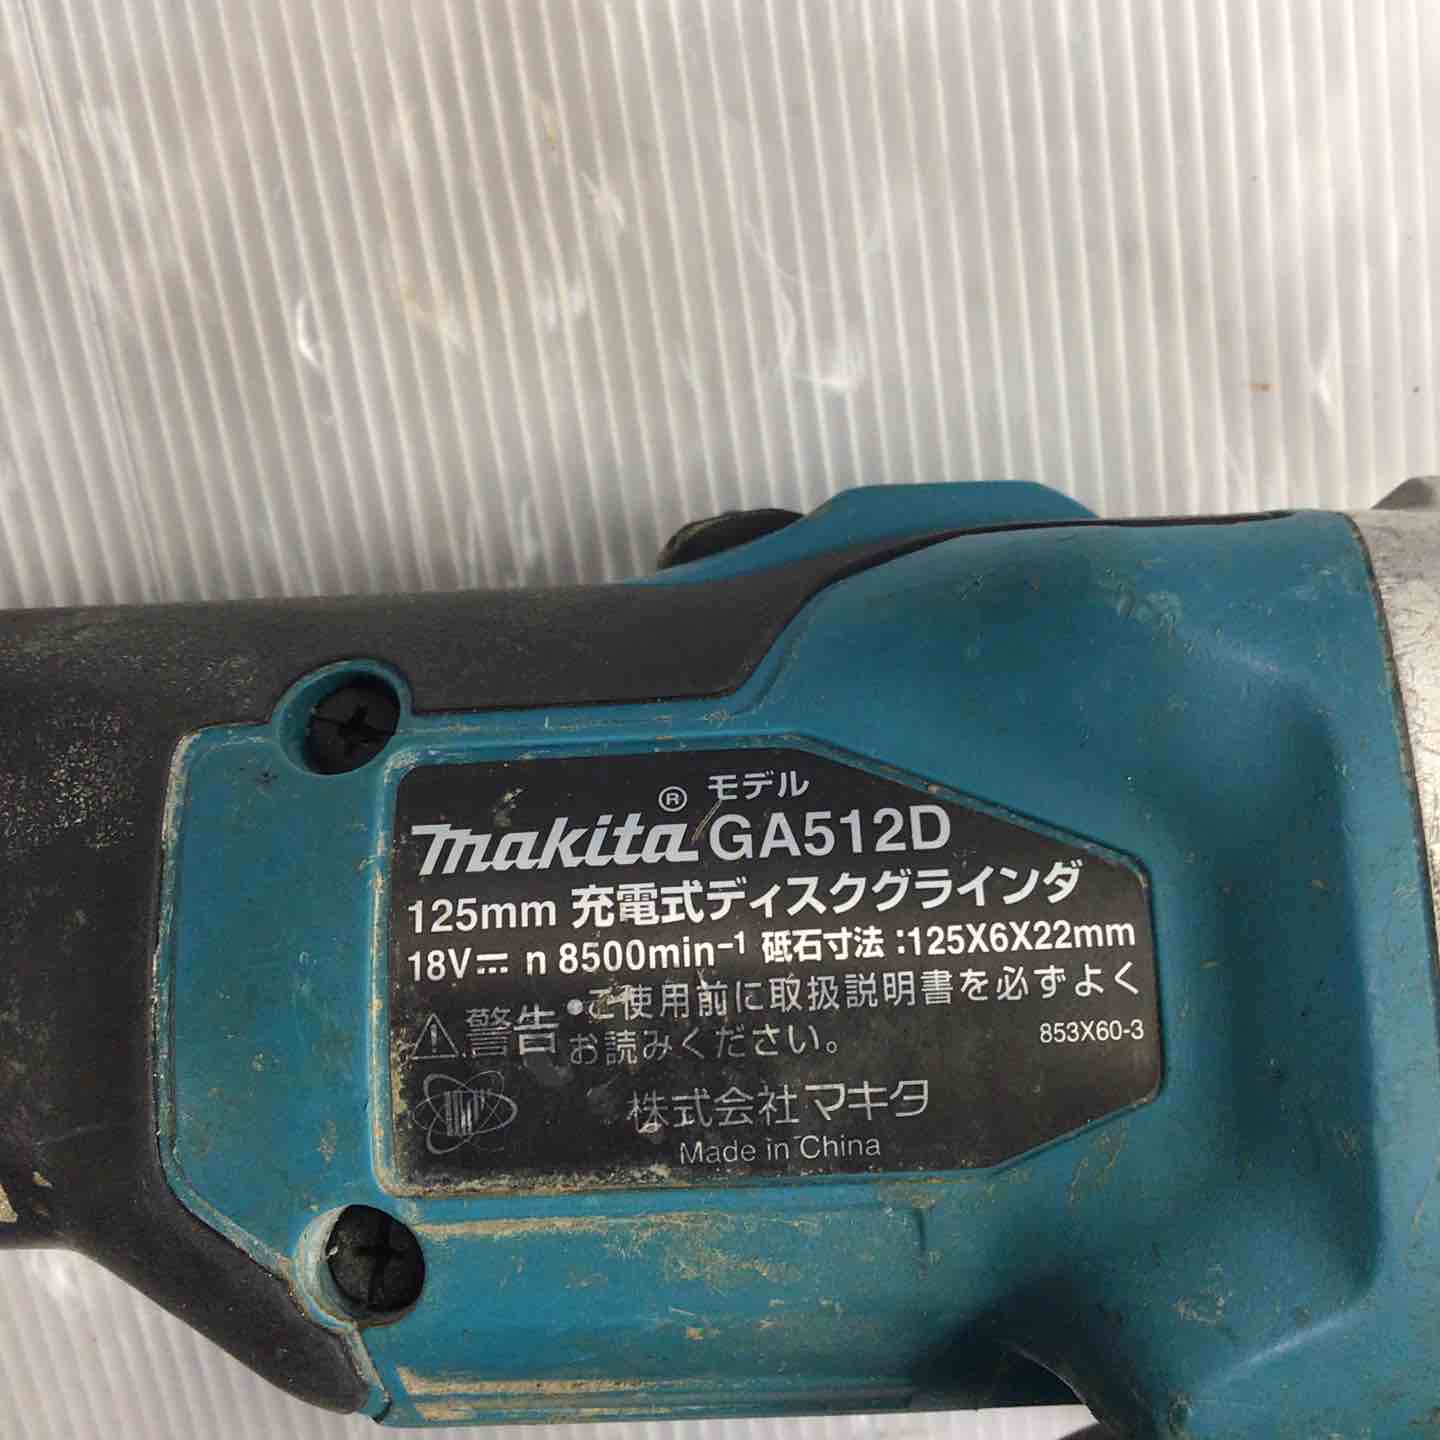 モデル
makita® GA512D
125mm 充電式ディスクグラインダ
18V⎓ n 8500min⁻¹ 砥石寸法:125X6X22mm
警告 •ご使用前に取扱説明書を必ずよく
お読みください。
853X60-3
株式会社マキタ
Made in China